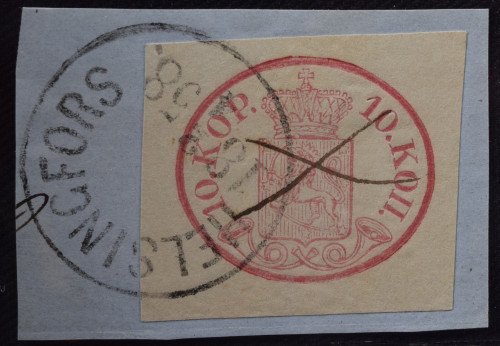 HELSINGFORS
10. KOP. 10. КОП.